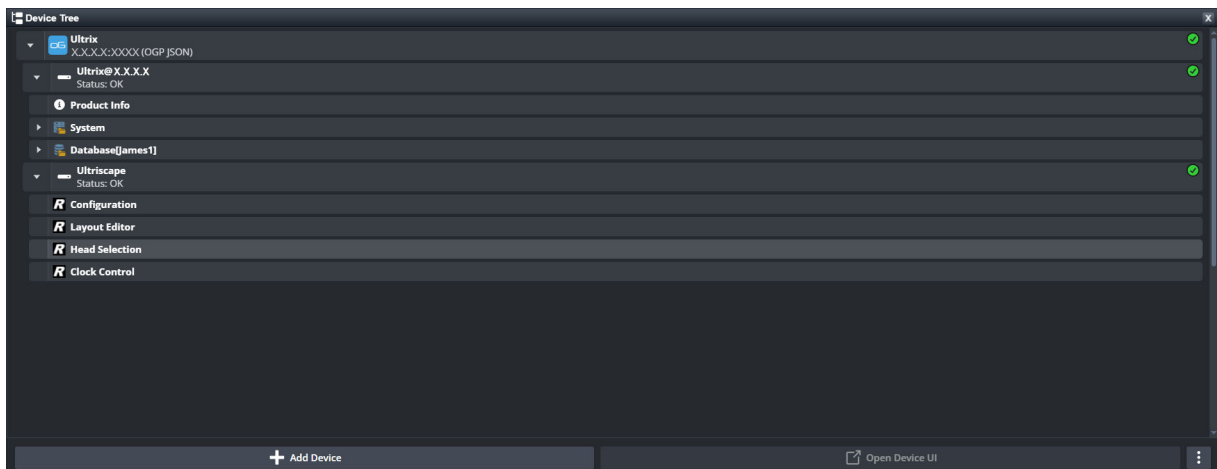 Device Tree
X
Ultrix
X.X.X.X:XXXX (OGP JSON)
Ultrix@X.X.X.X
Status: OK
Product Info
System
Database[James1]
Ultriscape
Status: OK
R Configuration
R Layout Editor
R Head Selection
R Clock Control
Add Device
Open Device UI